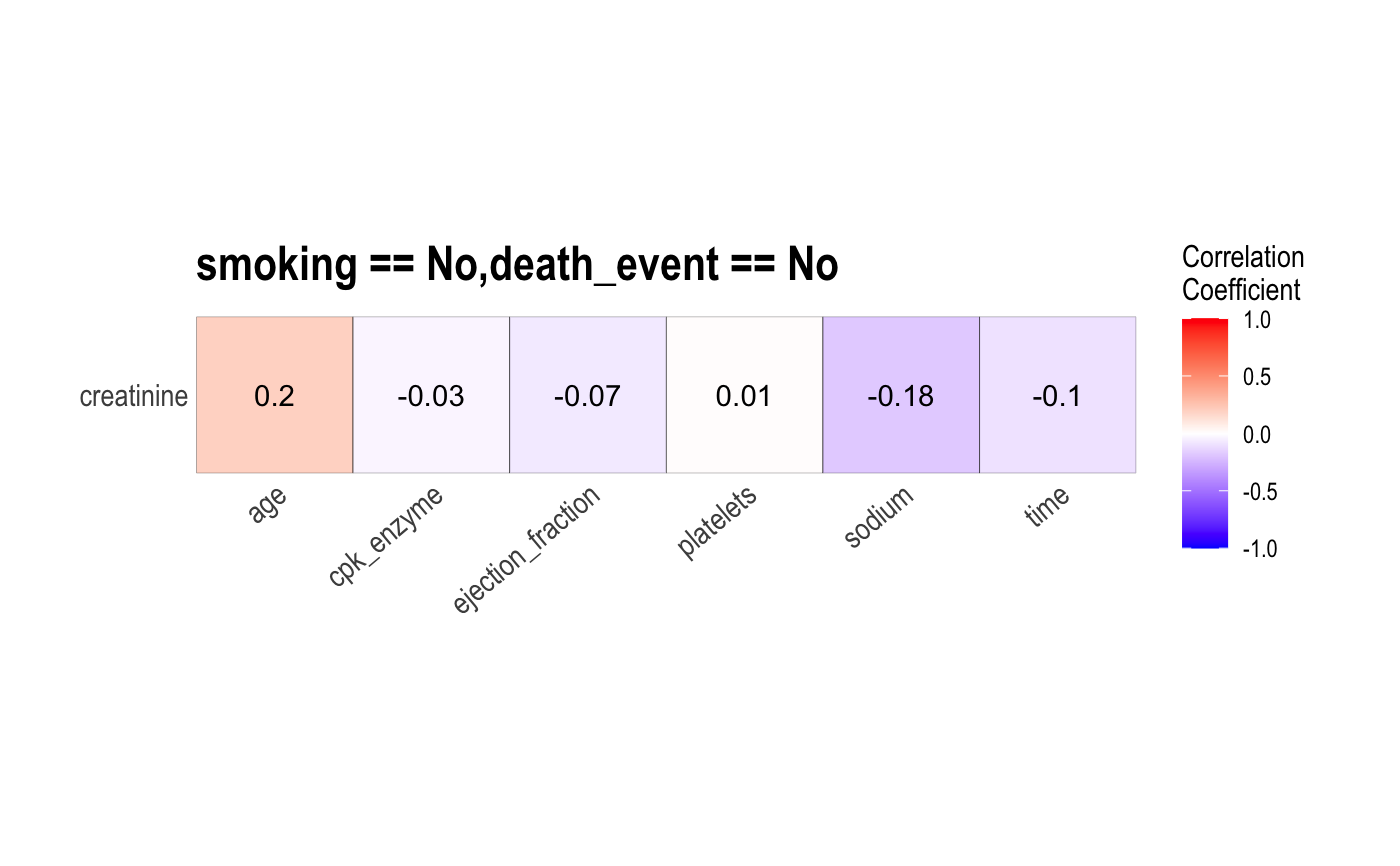 smoking == No,death_event == No
Correlation
Coefficient
1.0
0.5
0.0
-0.5
-1.0
creatinine
0.2
-0.03
-0.07
0.01
-0.18
-0.1
age
cpk_enzyme
ejection_fraction
platelets
sodium
time